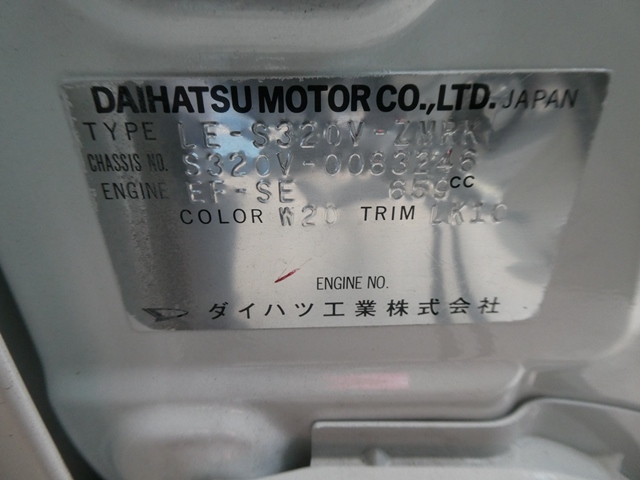 DAIHATSU MOTOR CO.,LTD. JAPAN
TYPE LE-S320V-ZMRK
CHASSIS NO. S320V-0063246
ENGINE EF-SE 659CC
COLOR W20 TRIM LK10
ENGINE NO.
ダイハツ工業株式会社